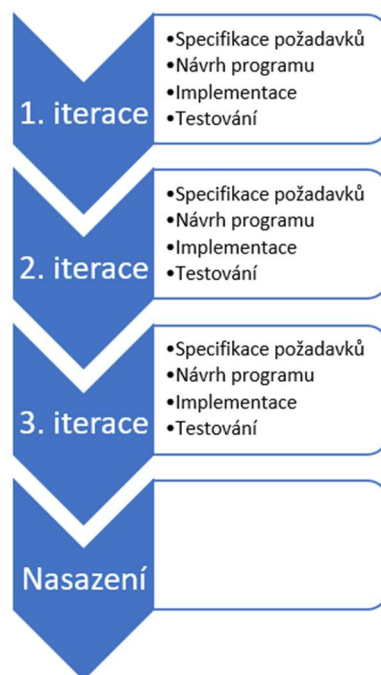 1. iterace
•Specifikace požadavků
•Návrh programu
•Implementace
•Testování
2. iterace
•Specifikace požadavků
•Návrh programu
•Implementace
•Testování
3. iterace
•Specifikace požadavků
•Návrh programu
•Implementace
•Testování
Nasazení